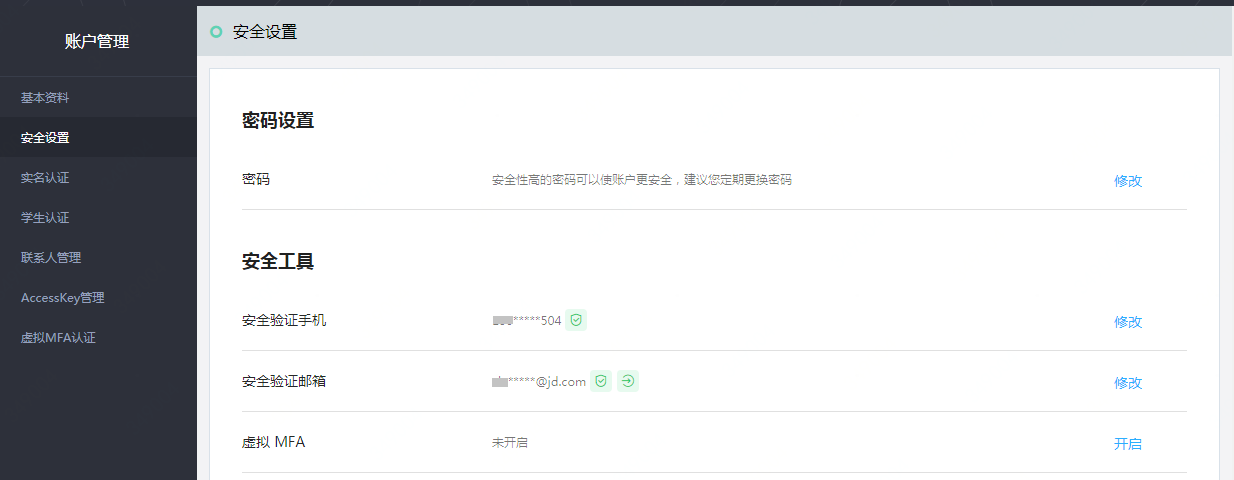 账户管理
基本资料
安全设置
实名认证
学生认证
联系人管理
AccessKey管理
虚拟MFA认证
安全设置
密码设置
密码 安全性高的密码可以使账户更安全，建议您定期更换密码 修改
安全工具
安全验证手机 *****504 修改
安全验证邮箱 *****@jd.com 修改
虚拟 MFA 未开启 开启